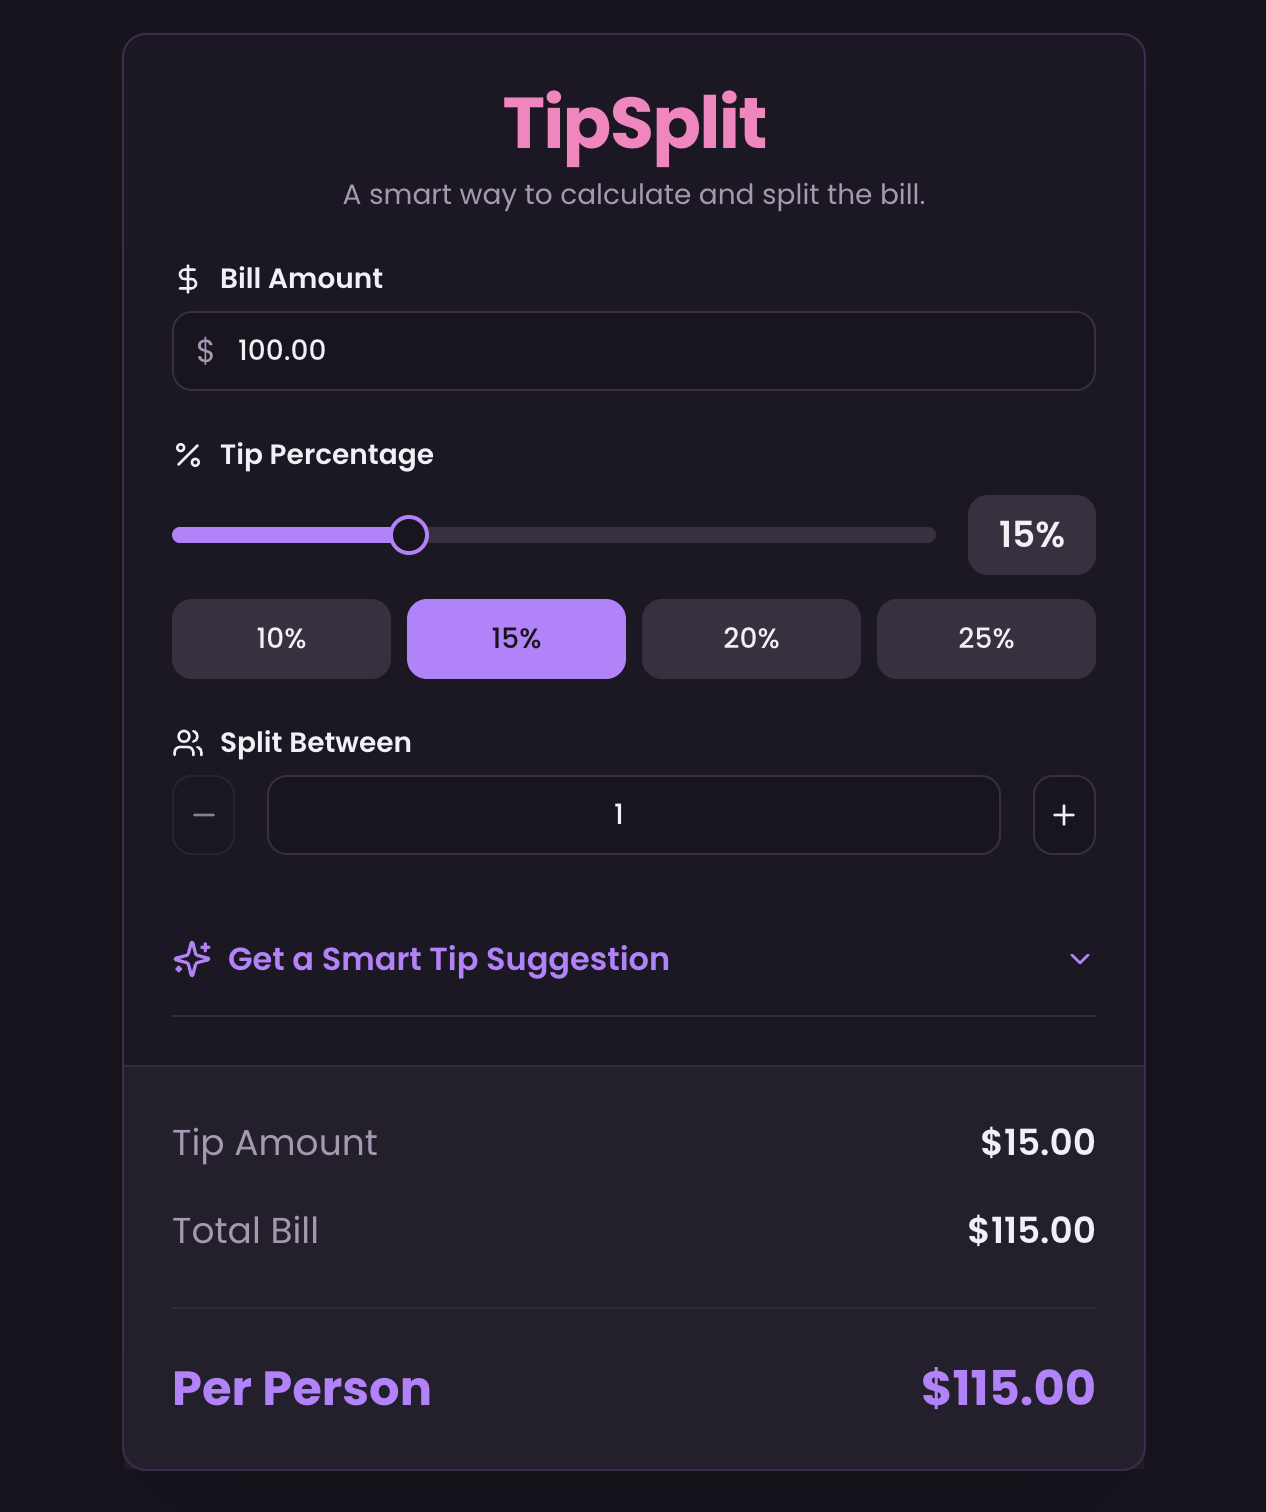 TipSplit
A smart way to calculate and split the bill.
Bill Amount
$ 100.00
Tip Percentage
15%
10% 15% 20% 25%
Split Between
1
Get a Smart Tip Suggestion
Tip Amount $15.00
Total Bill $115.00
Per Person $115.00